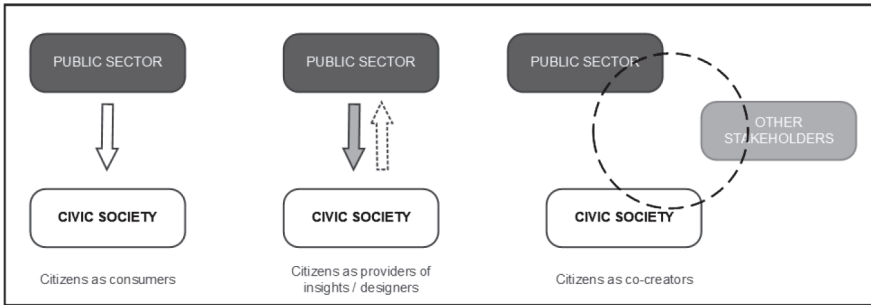 PUBLIC SECTOR
PUBLIC SECTOR
PUBLIC SECTOR
OTHER
STAKEHOLDERS
CIVIC SOCIETY
CIVIC SOCIETY
CIVIC SOCIETY
Citizens as consumers
Citizens as providers of
insights / designers
Citizens as co-creators